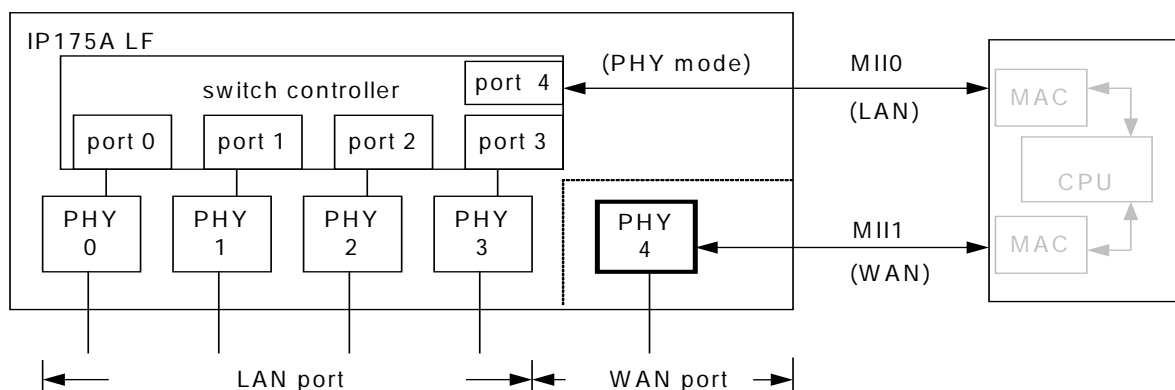 IP175A LF
switch controller
port 4
(PHY mode)
MII0
(LAN)
MAC
port 0
port 1
port 2
port 3
CPU
PHY
0
PHY
1
PHY
2
PHY
3
PHY
4
MII1
(WAN)
MAC
LAN port
WAN port